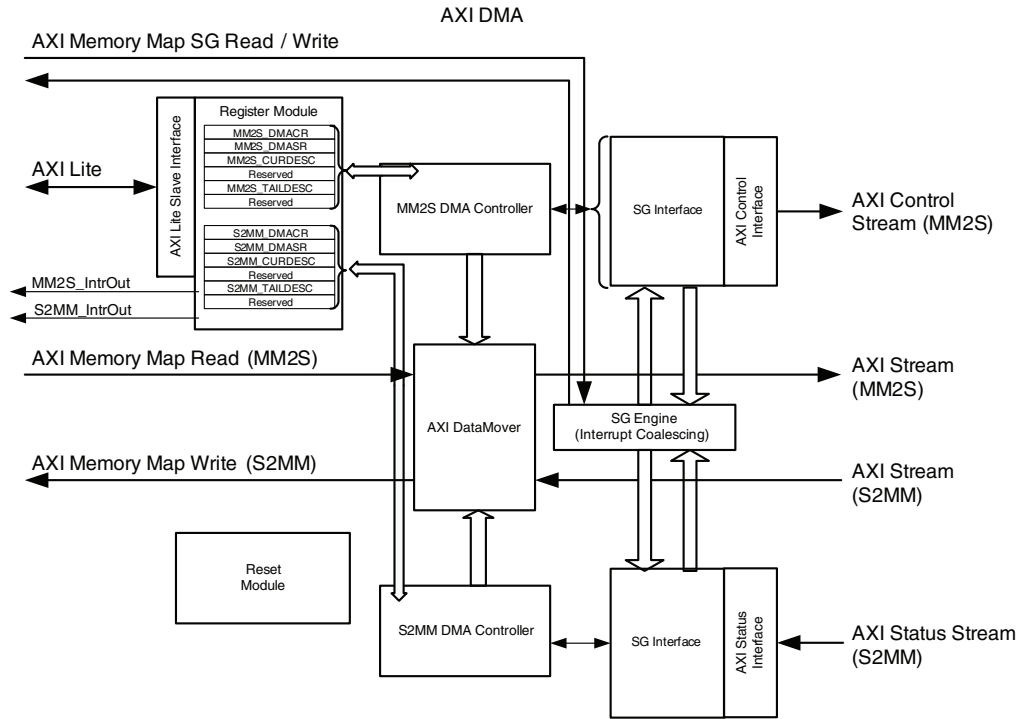 AXI DMA
AXI Memory Map SG Read / Write
Register Module
MM2S_DMACR
MM2S_DMASR
MM2S_CURDESC
Reserved
MM2S_TAILDESC
Reserved
AXI Lite Slave Interface
AXI Lite
S2MM_DMACR
S2MM_DMASR
S2MM_CURDESC
Reserved
S2MM_TAILDESC
Reserved
MM2S_IntrOut
S2MM_IntrOut
MM2S DMA Controller
SG Interface
AXI Control
Interface
AXI Control
Stream (MM2S)
AXI Memory Map Read (MM2S)
AXI Stream
(MM2S)
AXI DataMover
SG Engine
(Interrupt Coalescing)
AXI Memory Map Write (S2MM)
AXI Stream
(S2MM)
Reset
Module
S2MM DMA Controller
SG Interface
AXI Status
Interface
AXI Status Stream
(S2MM)